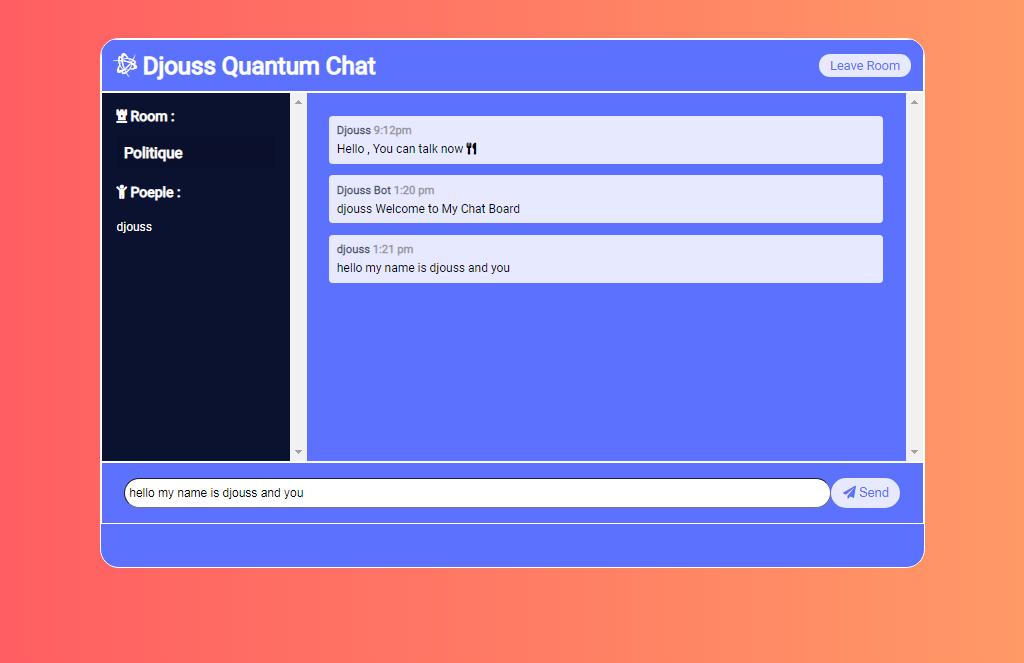 Djouss Quantum Chat
Leave Room
Room :
Politique
Poeple :
djouss
Djouss 9:12pm
Hello , You can talk now
Djouss Bot 1:20 pm
djouss Welcome to My Chat Board
djouss 1:21 pm
hello my name is djouss and you
hello my name is djouss and you
Send